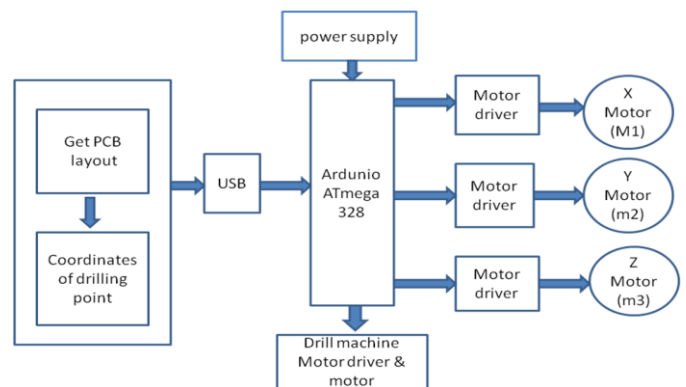 power supply
Get PCB
layout
Coordinates
of drilling
point
USB
Ardunio
ATmega
328
Motor
driver
X
Motor
(M1)
Motor
driver
Y
Motor
(m2)
Motor
driver
Z
Motor
(m3)
Drill machine
Motor driver &
motor